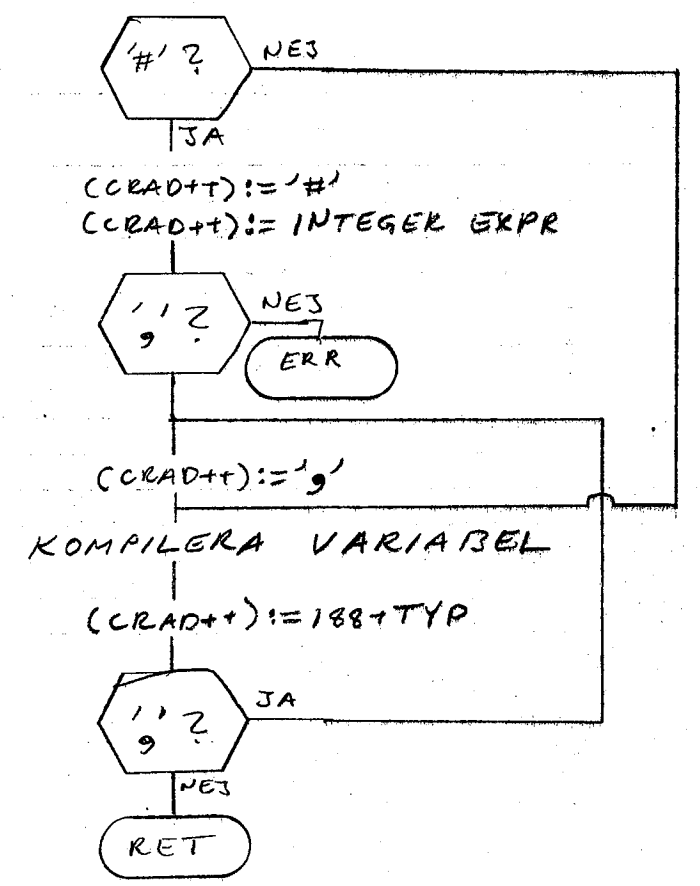 '#' ?
NEJ
JA
(CRAD++):='#'
(CRAD++):= INTEGER EXPR
',' ?
NEJ
ERR
(CRAD++):=','
KOMPILERA VARIABEL
(CRAD++):=188+TYP
',' ?
JA
NEJ
RET